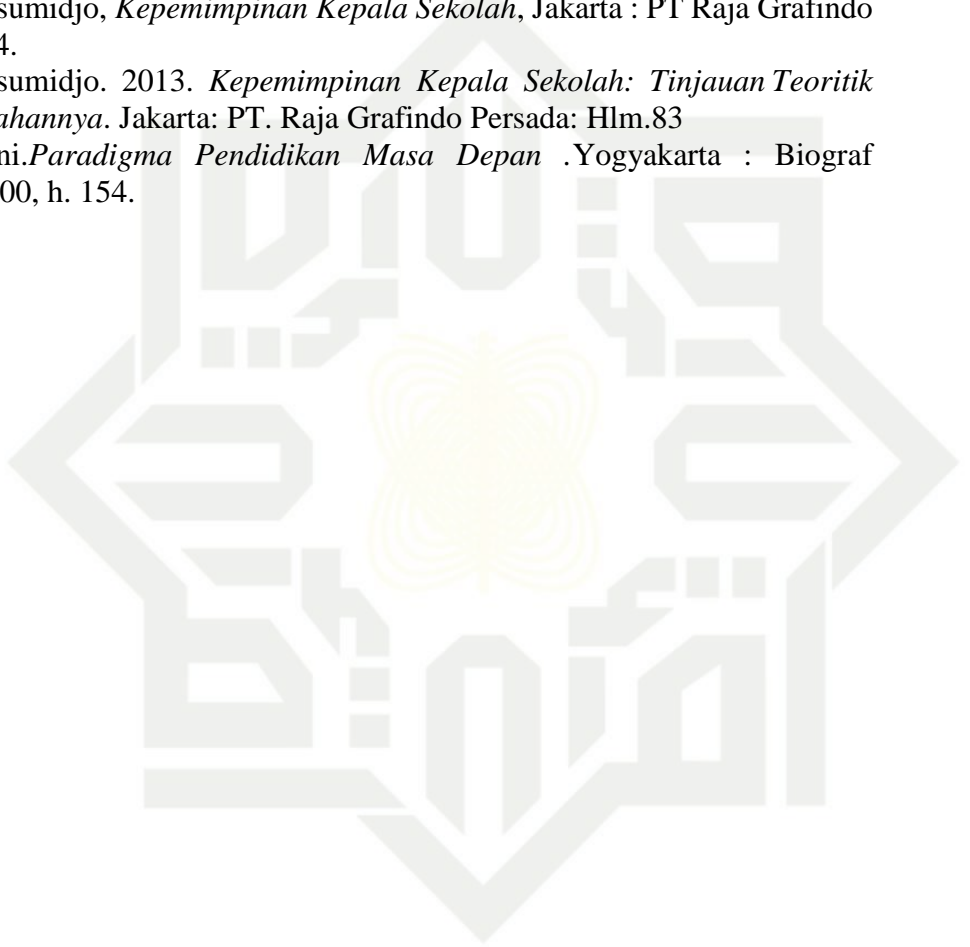 sumidjo, Kepemimpinan Kepala Sekolah, Jakarta : PT Raja Grafindo
4.
sumidjo. 2013. Kepemimpinan Kepala Sekolah: Tinjauan Teoritik
ahannya. Jakarta: PT. Raja Grafindo Persada: Hlm.83
ni.Paradigma Pendidikan Masa Depan .Yogyakarta : Biograf
00, h. 154.